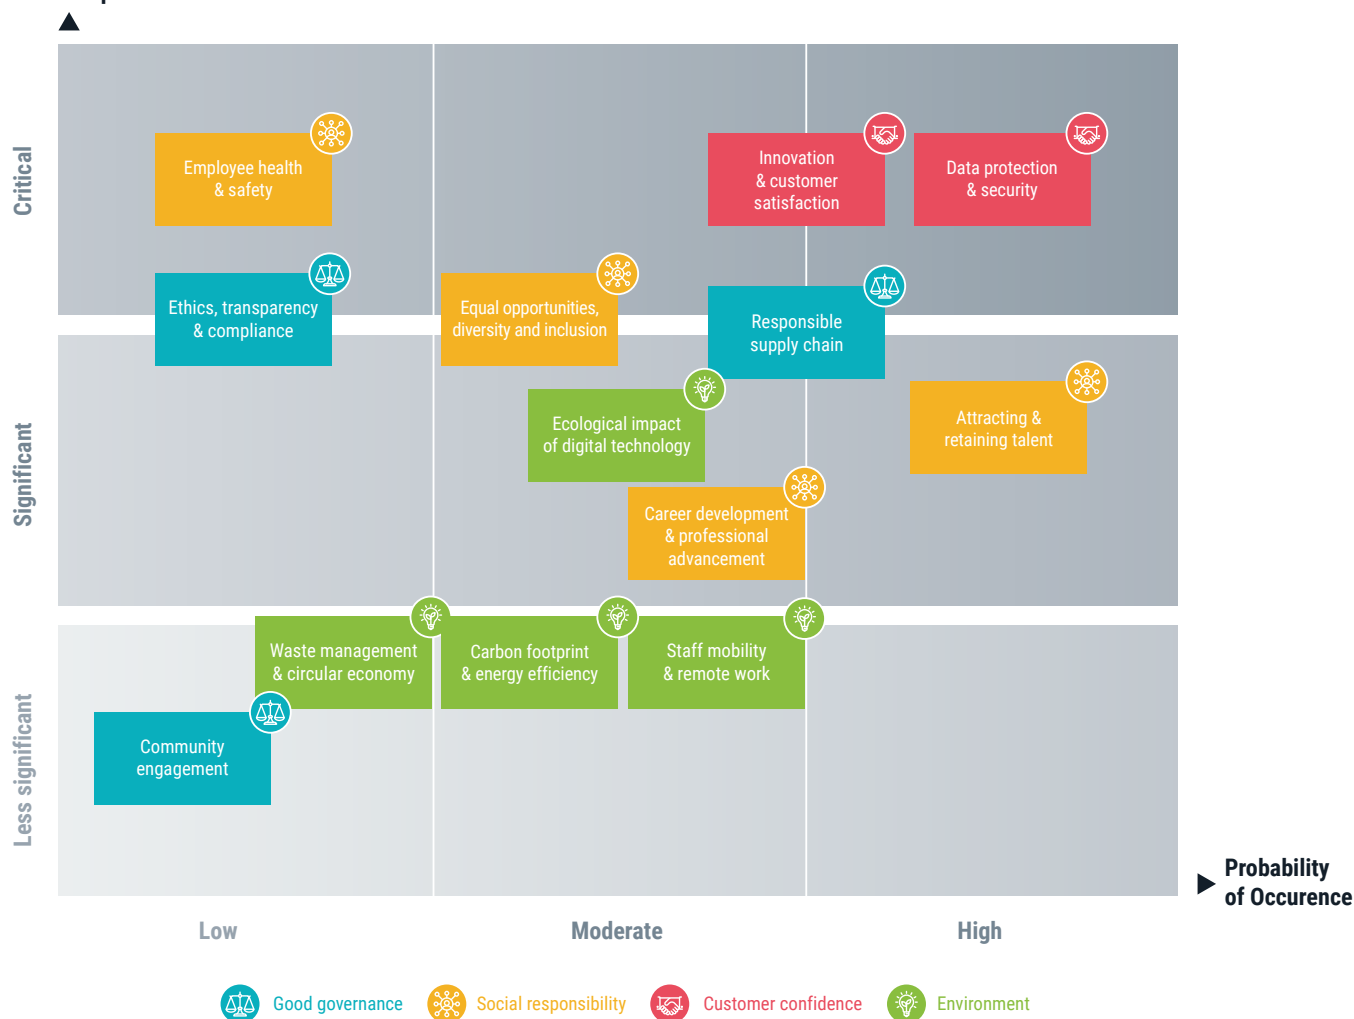 Critical
Employee health
& safety
Innovation
& customer
satisfaction
Data protection
& security
Ethics, transparency
& compliance
Equal opportunities,
diversity and inclusion
Responsible
supply chain
Significant
Ecological impact
of digital technology
Attracting &
retaining talent
Career development
& professional
advancement
Less significant
Waste management
& circular economy
Carbon footprint
& energy efficiency
Staff mobility
& remote work
Community
engagement
Probability
of Occurence
Low
Moderate
High
Good governance
Social responsibility
Customer confidence
Environment